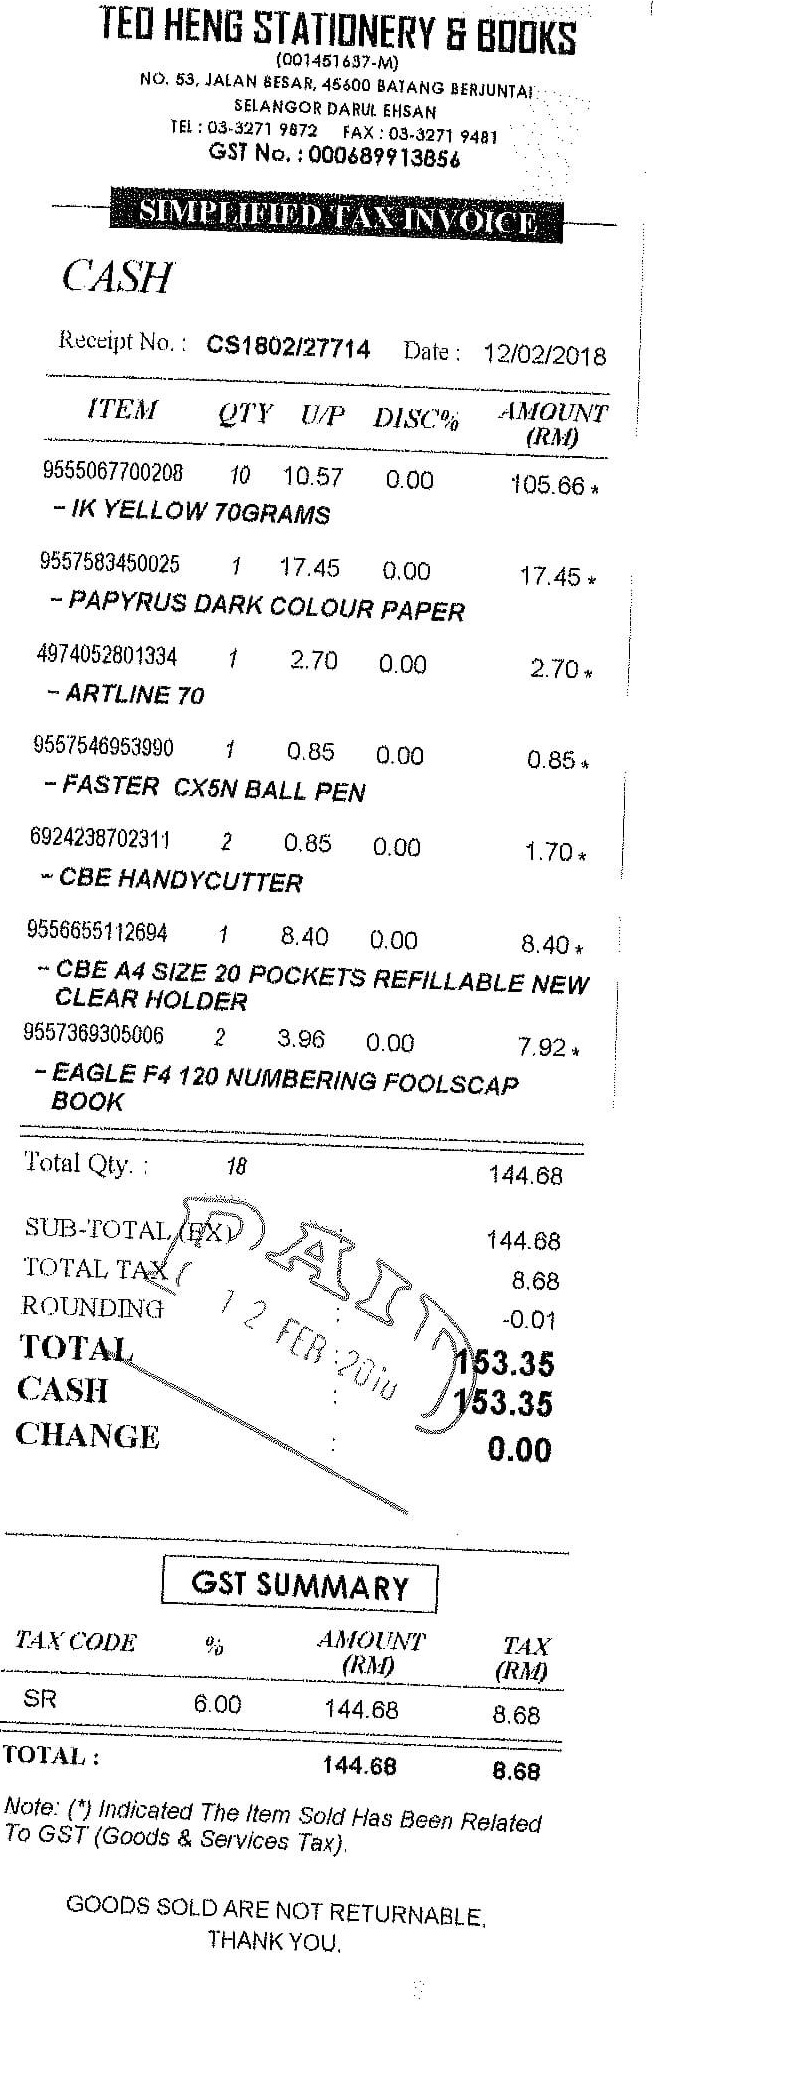 TEO HENG STATIONERY & BOOKS
(001451637-M)
NO. 53, JALAN BESAR, 45600 BATANG BERJUNTAI
SELANGOR DARUL EHSAN
TEL : 03-3271 9872 FAX : 03-3271 9481
GST No. : 000689913856
SIMPLIFIED TAX INVOICE
CASH
Receipt No. : CS1802/27714 Date : 12/02/2018
ITEM QTY U/P DISC% AMOUNT
(RM)
9555067700208 10 10.57 0.00 105.66 *
- IK YELLOW 70GRAMS
9557583450025 1 17.45 0.00 17.45 *
- PAPYRUS DARK COLOUR PAPER
4974052801334 1 2.70 0.00 2.70 *
- ARTLINE 70
9557546953990 1 0.85 0.00 0.85 *
- FASTER CX5N BALL PEN
6924238702311 2 0.85 0.00 1.70 *
- CBE HANDYCUTTER
9556655112694 1 8.40 0.00 8.40 *
- CBE A4 SIZE 20 POCKETS REFILLABLE NEW
CLEAR HOLDER
9557369305006 2 3.96 0.00 7.92 *
- EAGLE F4 120 NUMBERING FOOLSCAP
BOOK
Total Qty. : 18 144.68
SUB-TOTAL (EX) : 144.68
TOTAL TAX 8.68
ROUNDING : -0.01
TOTAL : 153.35
CASH : 153.35
CHANGE : 0.00
PAID
12 FEB
GST SUMMARY
TAX CODE % AMOUNT TAX
(RM) (RM)
SR 6.00 144.68 8.68
TOTAL : 144.68 8.68
Note: (*) Indicated The Item Sold Has Been Related
To GST (Goods & Services Tax).
GOODS SOLD ARE NOT RETURNABLE,
THANK YOU.